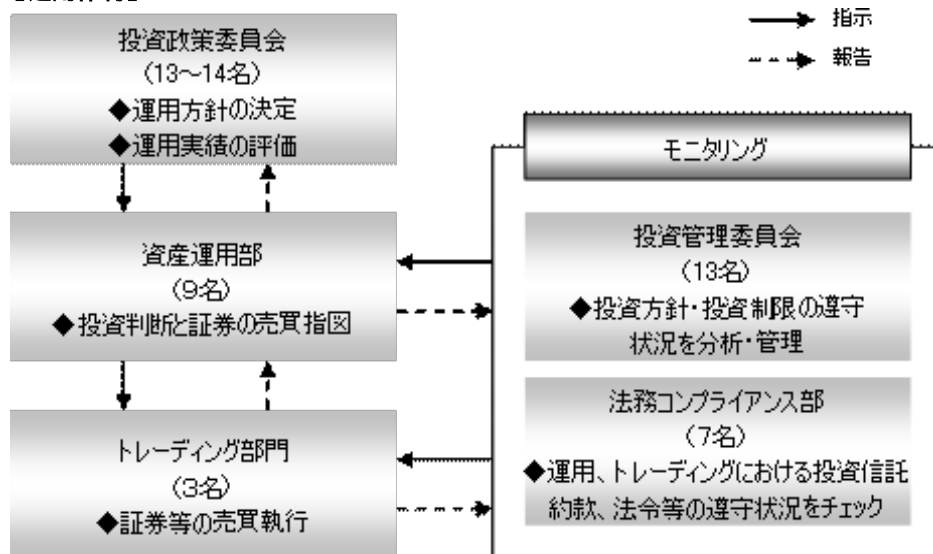 指示
報告
投資政策委員会
(13～14名)
◆運用方針の決定
◆運用実績の評価
資産運用部
(9名)
◆投資判断と証券の売買指図
トレーディング部門
(3名)
◆証券等の売買執行
モニタリング
投資管理委員会
(13名)
◆投資方針・投資制限の遵守
状況を分析・管理
法務コンプライアンス部
(7名)
◆運用、トレーディングにおける投資信託
約款、法令等の遵守状況をチェック